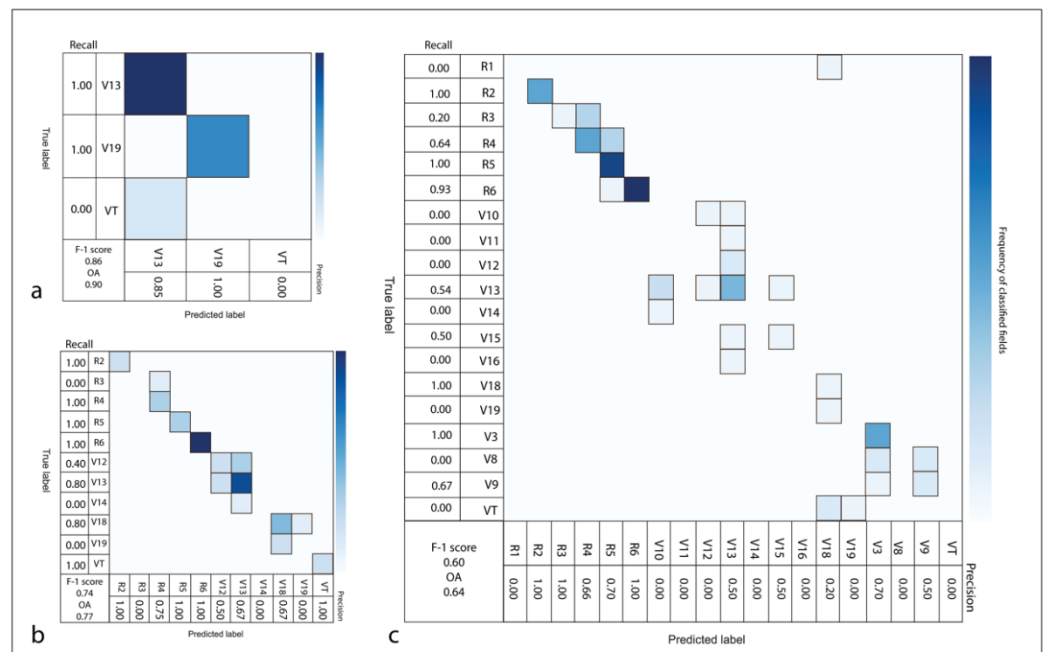 Recall
1.00 V13
1.00 V19
0.00 VT
True label
F-1 score
0.86
OA
0.90
V13 V19 VT
0.85 1.00 0.00
Precision
Predicted label
a
Recall
1.00 R2
0.00 R3
1.00 R4
1.00 R5
1.00 R6
0.40 V12
0.80 V13
0.00 V14
0.80 V18
0.00 V19
1.00 VT
True label
F-1 score
0.74
OA
0.77
R2 R3 R4 R5 R6 V12 V13 V14 V18 V19 VT
1.00 0.00 0.75 1.00 1.00 0.50 0.67 0.00 0.67 0.00 1.00
Precision
Predicted label
b
Recall
0.00 R1
1.00 R2
0.20 R3
0.64 R4
1.00 R5
0.93 R6
0.00 V10
0.00 V11
0.00 V12
0.54 V13
0.00 V14
0.50 V15
0.00 V16
1.00 V18
0.00 V19
1.00 V3
0.00 V8
0.67 V9
0.00 VT
True label
Frequency of classified fields
F-1 score
0.60
OA
0.64
R1 R2 R3 R4 R5 R6 V10 V11 V12 V13 V14 V15 V16 V18 V19 V3 V8 V9 VT
0.00 1.00 1.00 0.66 0.70 1.00 0.00 0.00 0.00 0.50 0.00 0.50 0.00 0.20 0.00 0.70 0.00 0.50 0.00
Precision
Predicted label
c